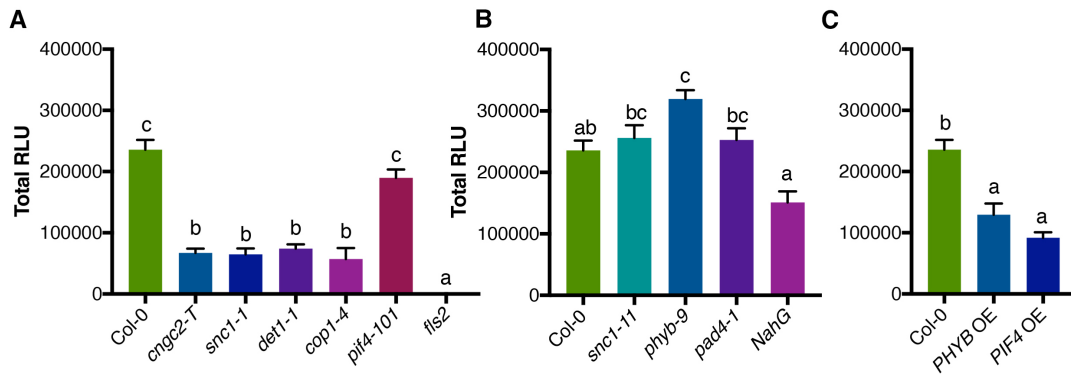 A
Total RLU
400000
300000
200000
100000
0
c
b
b
b
b
c
a
Col-0
cngc2-T
snc1-1
det1-1
cop1-4
pif4-101
fls2
B
Total RLU
400000
300000
200000
100000
0
ab
bc
c
bc
a
Col-0
snc1-11
phyb-9
pad4-1
NahG
C
400000
300000
200000
100000
0
b
a
a
Col-0
PHYB OE
PIF4 OE